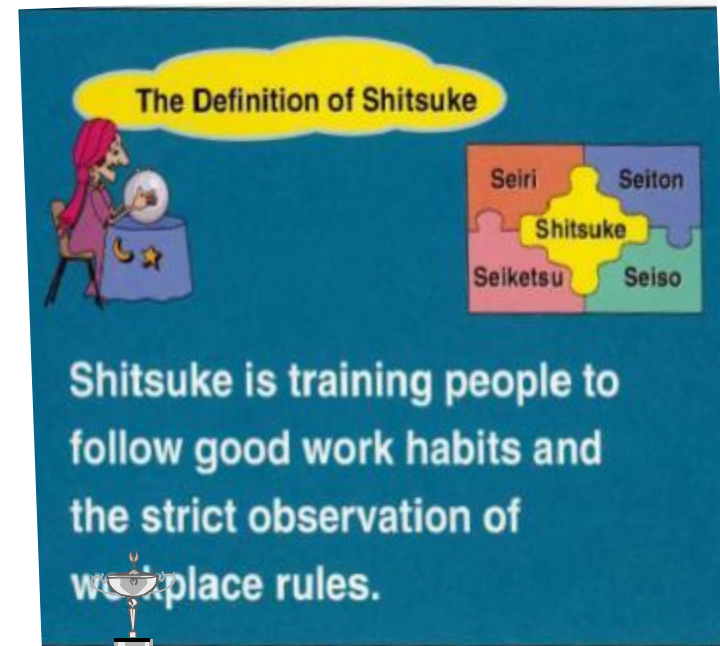 The Definition of Shitsuke
Seiri Seiton
Shitsuke
Seiketsu Seiso
Shitsuke is training people to
follow good work habits and
the strict observation of
workplace rules.